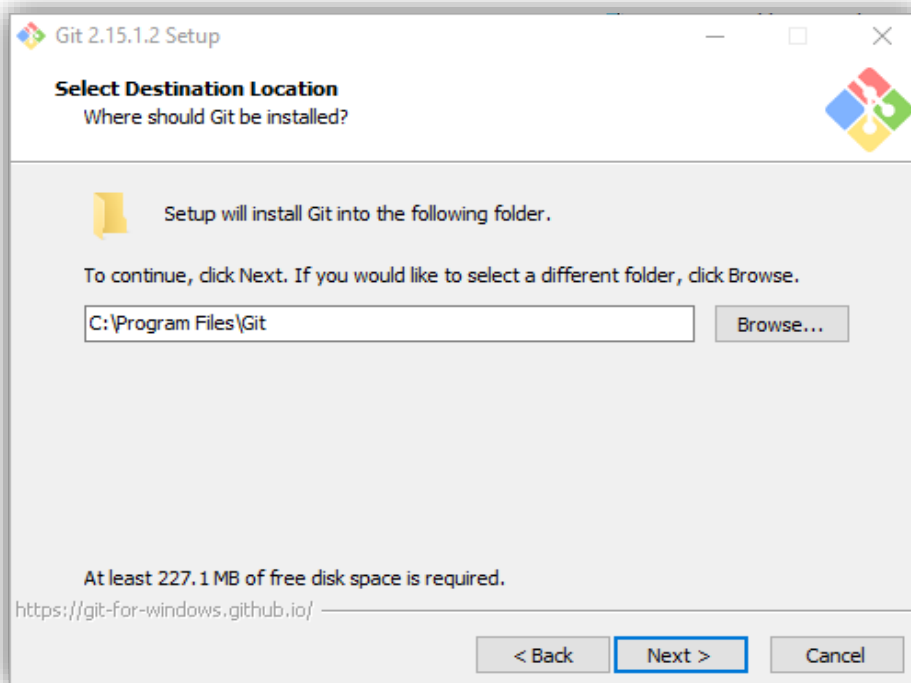 Git 2.15.1.2 Setup
Select Destination Location
Where should Git be installed?
Setup will install Git into the following folder.
To continue, click Next. If you would like to select a different folder, click Browse.
C:\Program Files\Git
Browse...
At least 227.1 MB of free disk space is required.
https://git-for-windows.github.io/
< Back
Next >
Cancel